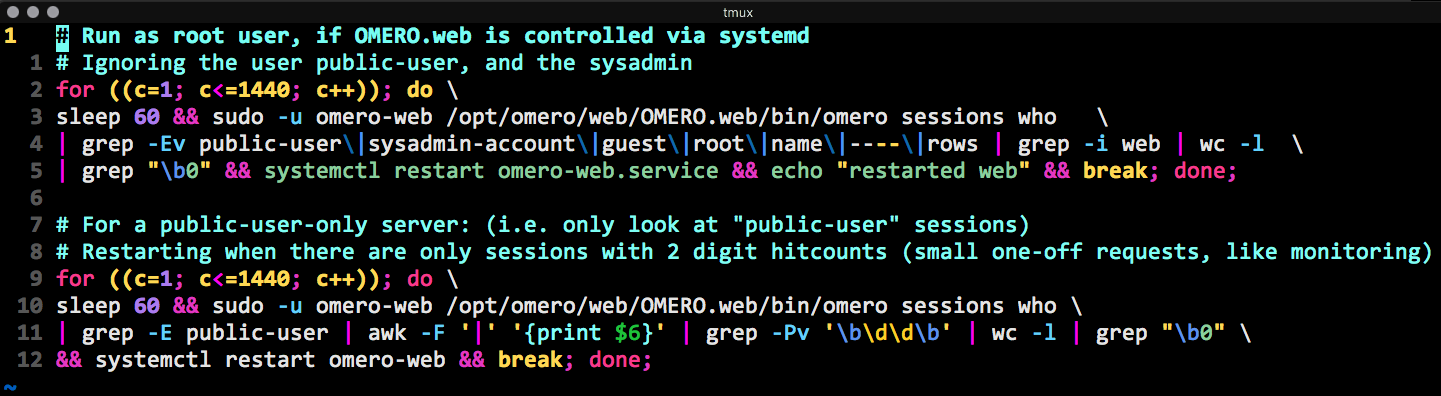 tmux
1 # Run as root user, if OMERO.web is controlled via systemd
1 # Ignoring the user public-user, and the sysadmin
2 for ((c=1; c<=1440; c++)); do \
3 sleep 60 && sudo -u omero-web /opt/omero/web/OMERO.web/bin/omero sessions who   \
4 | grep -Ev public-user\|sysadmin-account\|guest\|root\|name\|----\|rows | grep -i web | wc -l  \
5 | grep "\b0" && systemctl restart omero-web.service && echo "restarted web" && break; done;
6
7 # For a public-user-only server: (i.e. only look at "public-user" sessions)
8 # Restarting when there are only sessions with 2 digit hitcounts (small one-off requests, like monitoring)
9 for ((c=1; c<=1440; c++)); do \
10 sleep 60 && sudo -u omero-web /opt/omero/web/OMERO.web/bin/omero sessions who \
11 | grep -E public-user | awk -F '|' '{print $6}' | grep -Pv '\b\d\d\b' | wc -l | grep "\b0" \
12 && systemctl restart omero-web && break; done;
~